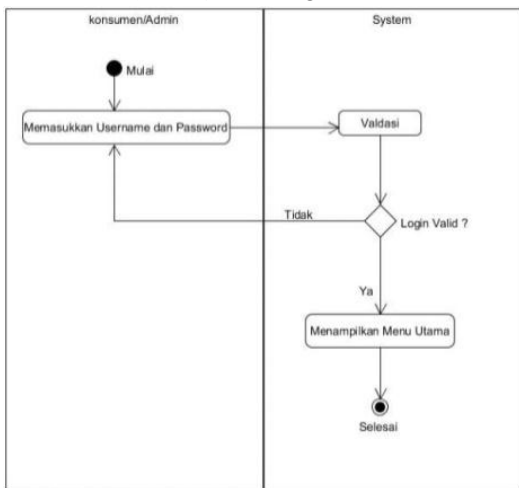 konsumen/Admin
System
Mulai
Memasukkan Username dan Password
Valdasi
Tidak
Login Valid ?
Ya
Menampilkan Menu Utama
Selesai